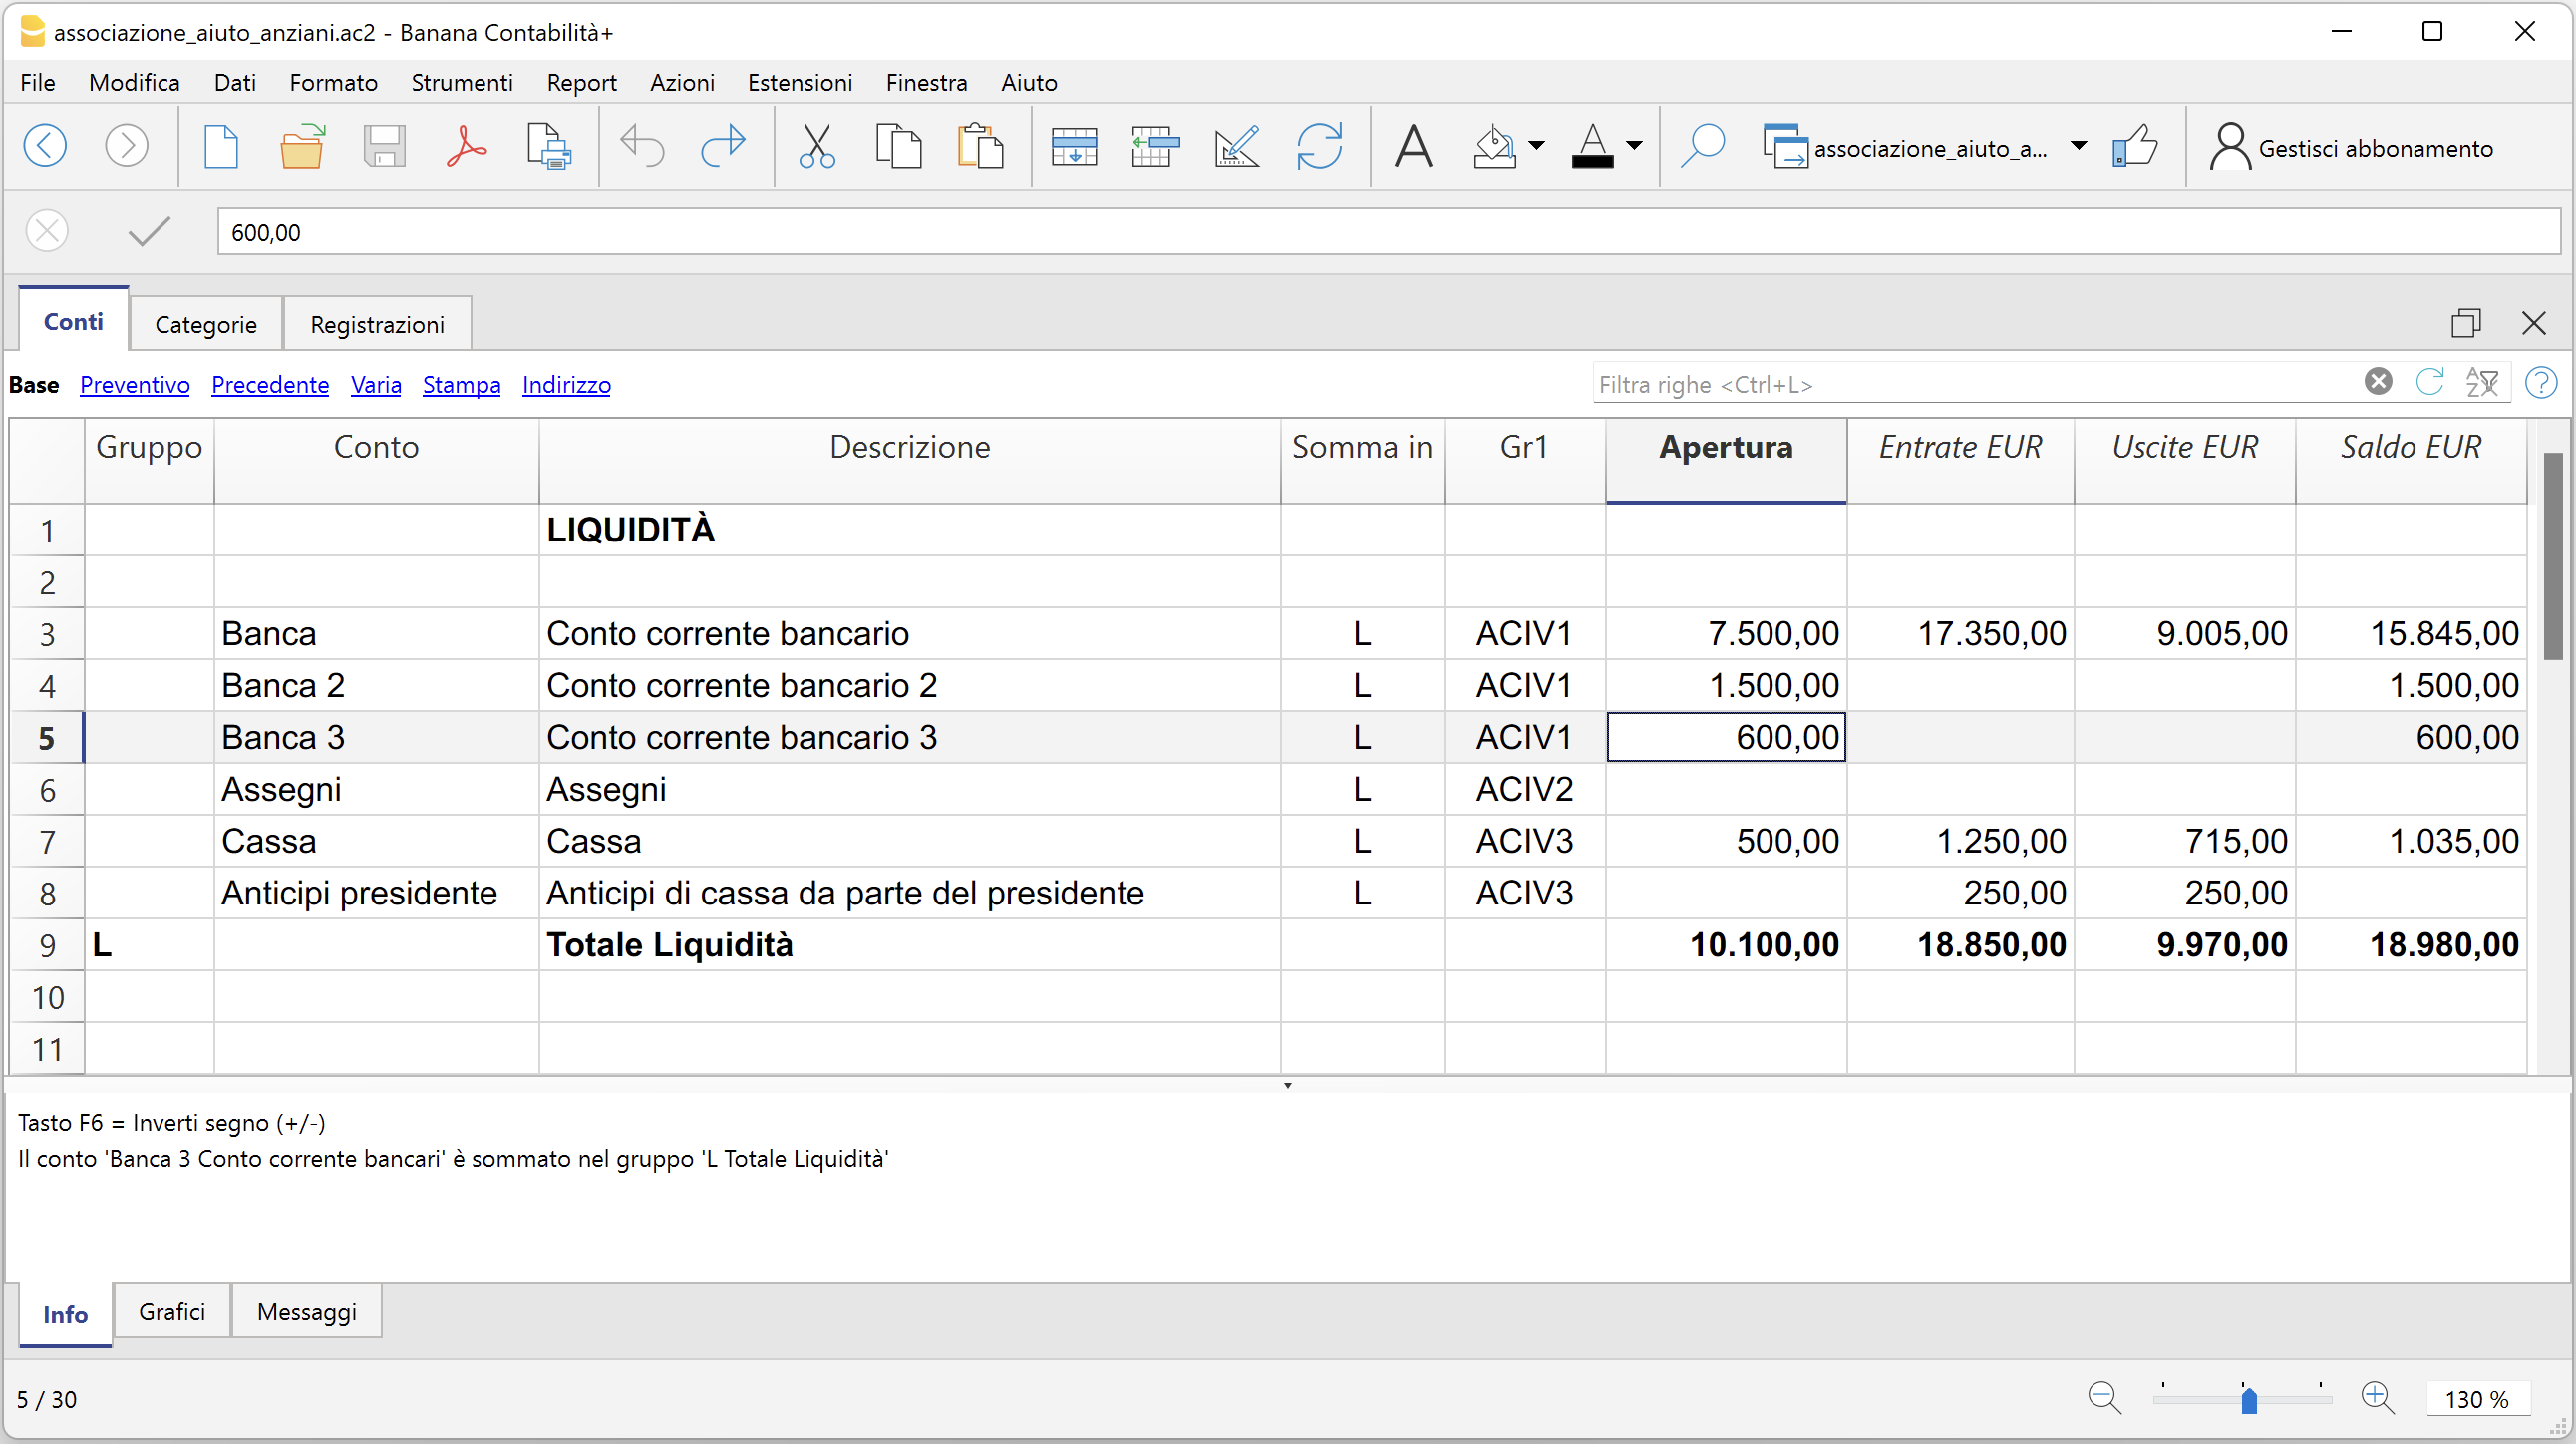 associazione_aiuto_anziani.ac2 - Banana Contabilità+
File Modifica Dati Formato Strumenti Report Azioni Estensioni Finestra Aiuto
associazione_aiuto_a... Gestisci abbonamento
600,00
Conti Categorie Registrazioni
Base Preventivo Precedente Varia Stampa Indirizzo Filtra righe <Ctrl+L>
Gruppo Conto Descrizione Somma in Gr1 Apertura Entrate EUR Uscite EUR Saldo EUR
1 LIQUIDITÀ
2
3 Banca Conto corrente bancario L ACIV1 7.500,00 17.350,00 9.005,00 15.845,00
4 Banca 2 Conto corrente bancario 2 L ACIV1 1.500,00 1.500,00
5 Banca 3 Conto corrente bancario 3 L ACIV1 600,00 600,00
6 Assegni Assegni L ACIV2
7 Cassa Cassa L ACIV3 500,00 1.250,00 715,00 1.035,00
8 Anticipi presidente Anticipi di cassa da parte del presidente L ACIV3 250,00 250,00
9 L Totale Liquidità 10.100,00 18.850,00 9.970,00 18.980,00
10
11
Tasto F6 = Inverti segno (+/-)
Il conto 'Banca 3 Conto corrente bancari' è sommato nel gruppo 'L Totale Liquidità'
Info Grafici Messaggi
5 / 30 130 %